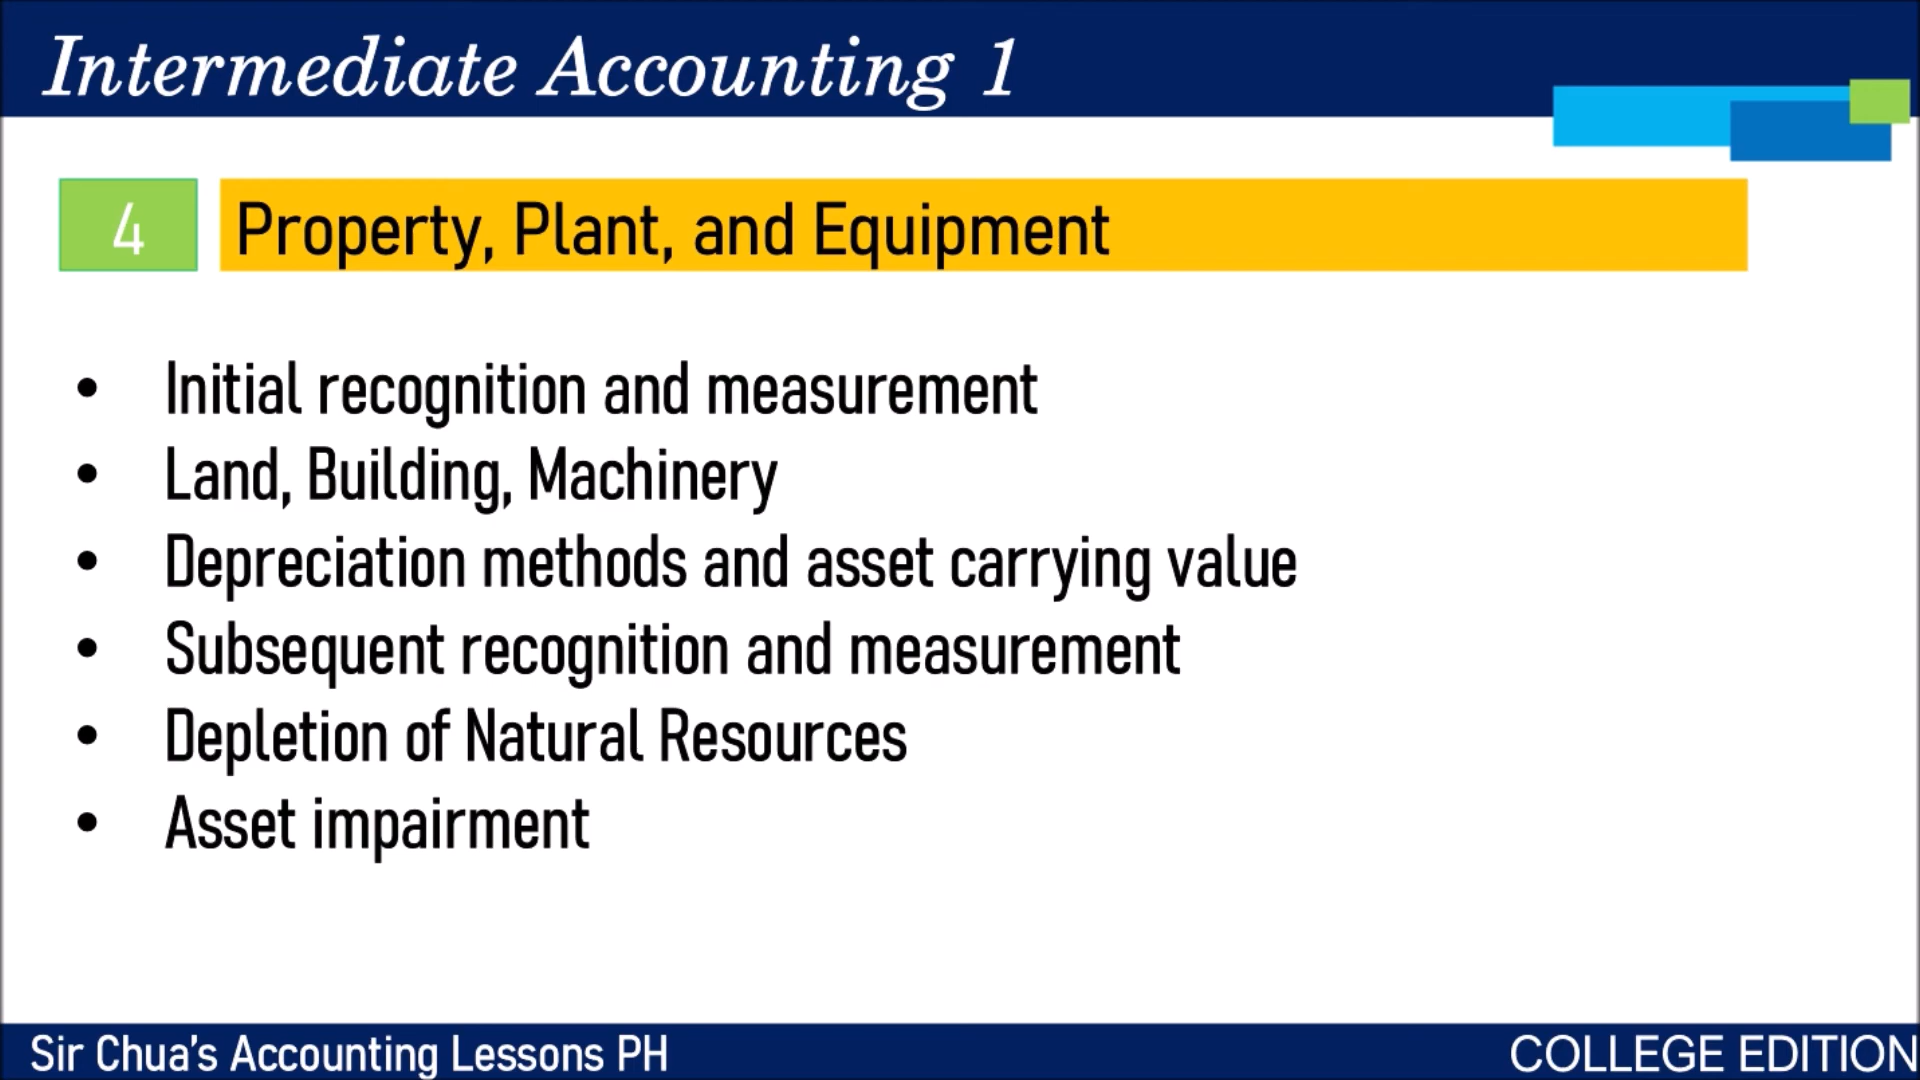 Intermediate Accounting 1
4
Property, Plant, and Equipment
• Initial recognition and measurement
• Land, Building, Machinery
• Depreciation methods and asset carrying value
• Subsequent recognition and measurement
• Depletion of Natural Resources
• Asset impairment
Sir Chua's Accounting Lessons PH
COLLEGE EDITION